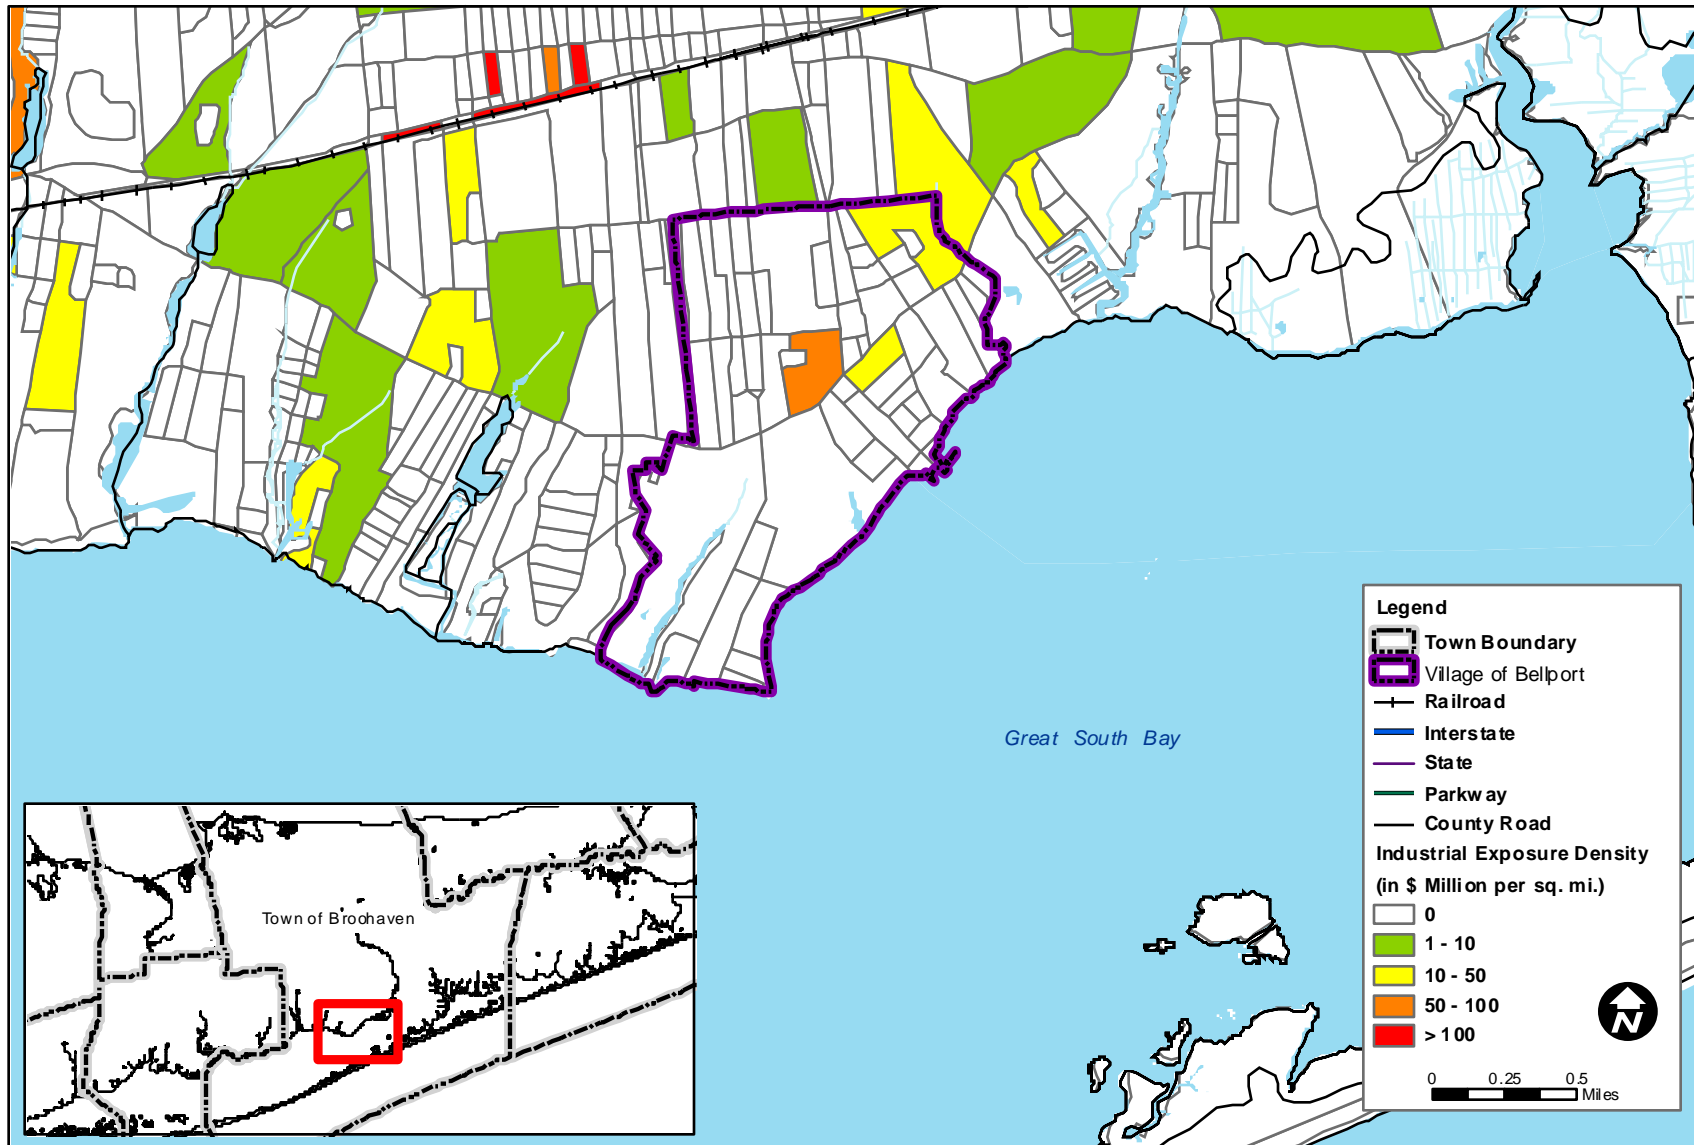 Legend
Town Boundary
Village of Bellport
Railroad
Interstate
State
Parkway
County Road
Industrial Exposure Density
(in $ Million per sq. mi.)
0
1 - 10
10 - 50
50 - 100
> 100
N
0 0.25 0.5
Miles
Great South Bay
Town of Broohaven